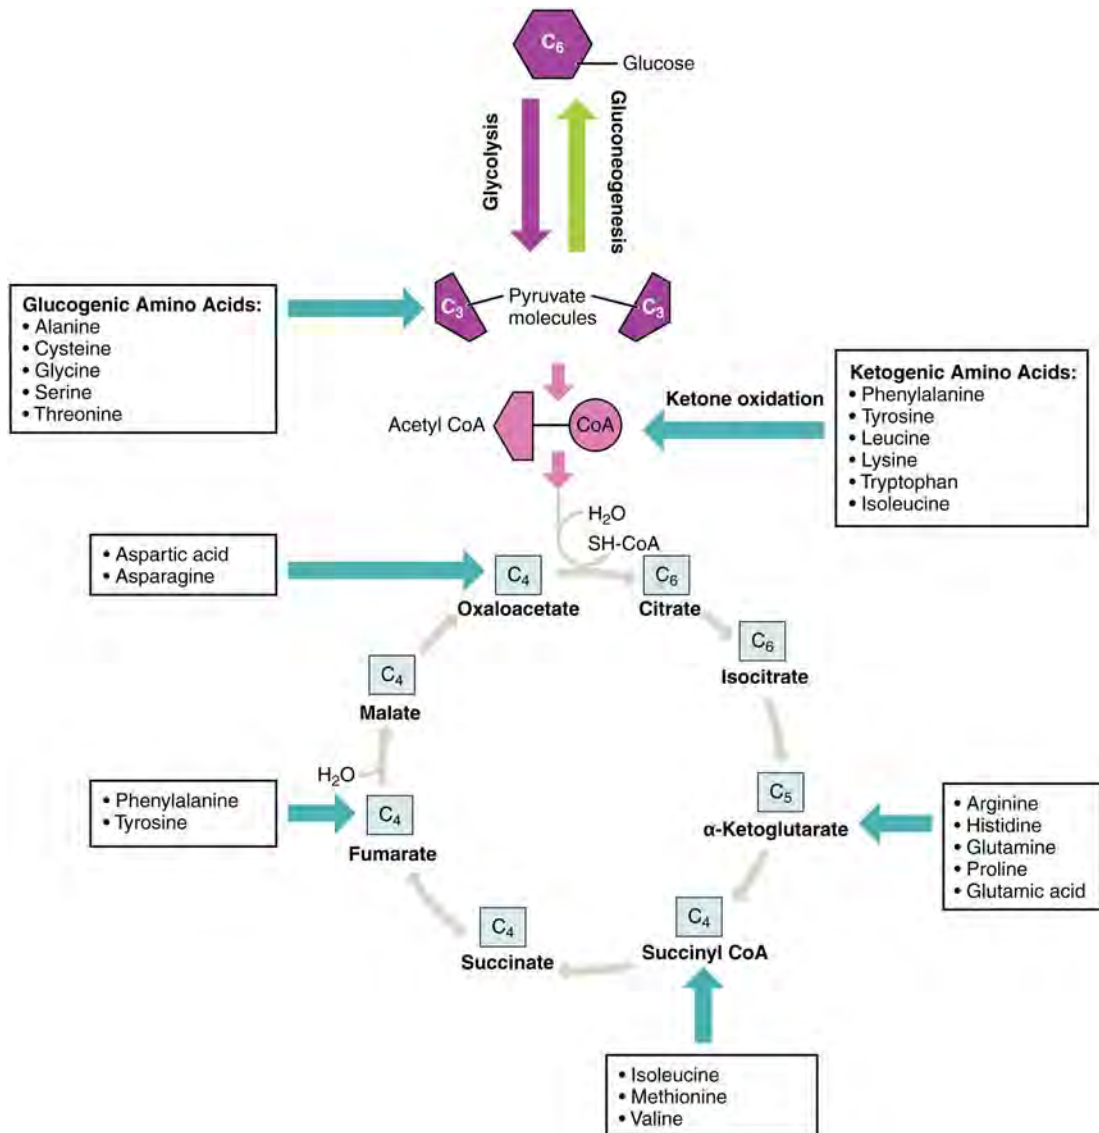 C₆
Glucose
Glycolysis
Gluconeogenesis
Glucogenic Amino Acids:
• Alanine
• Cysteine
• Glycine
• Serine
• Threonine
C₃
Pyruvate
molecules
C₃
Ketogenic Amino Acids:
• Phenylalanine
• Tyrosine
• Leucine
• Lysine
• Tryptophan
• Isoleucine
Ketone oxidation
Acetyl CoA
CoA
H₂O
SH-CoA
• Aspartic acid
• Asparagine
C₄
Oxaloacetate
C₆
Citrate
C₆
Isocitrate
C₄
Malate
H₂O
• Phenylalanine
• Tyrosine
C₄
Fumarate
C₅
α-Ketoglutarate
• Arginine
• Histidine
• Glutamine
• Proline
• Glutamic acid
C₄
Succinate
C₄
Succinyl CoA
• Isoleucine
• Methionine
• Valine